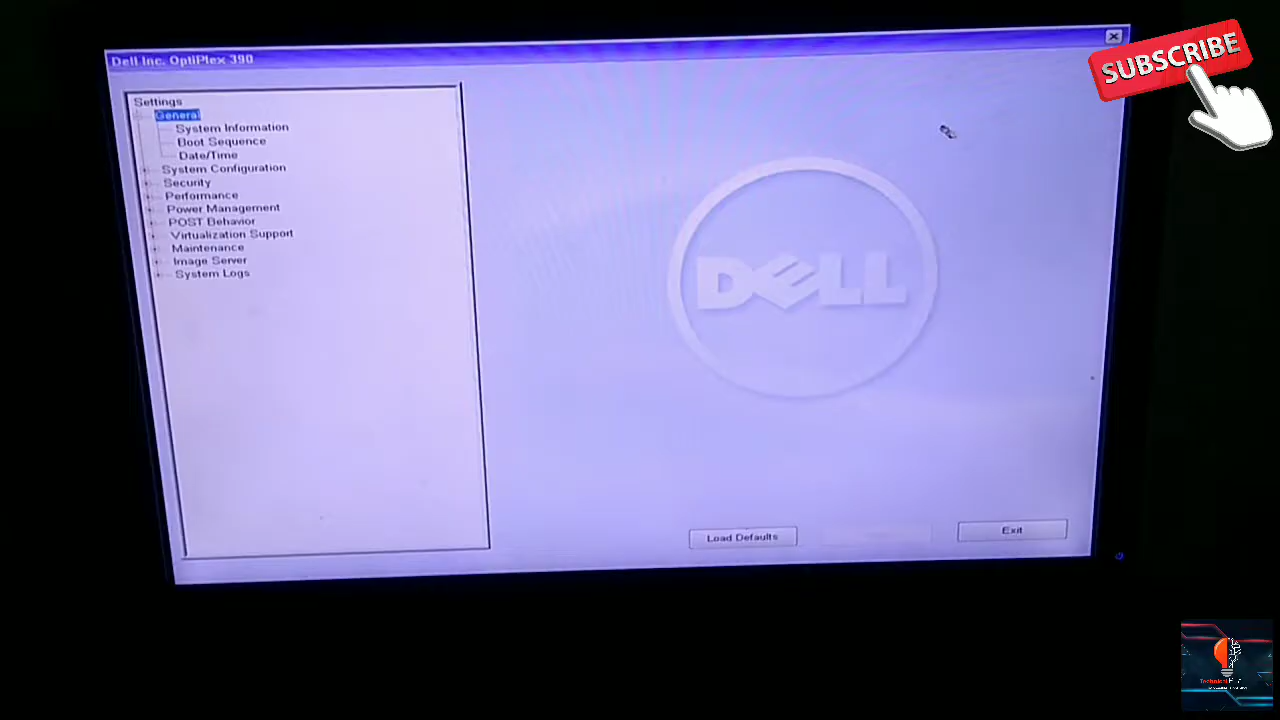 Dell Inc. OptiPlex 390
SUBSCRIBE
Settings
General
System Information
Boot Sequence
Date/Time
System Configuration
Security
Performance
Power Management
POST Behavior
Virtualization Support
Maintenance
Image Server
System Logs
DELL
Load Defaults
Exit